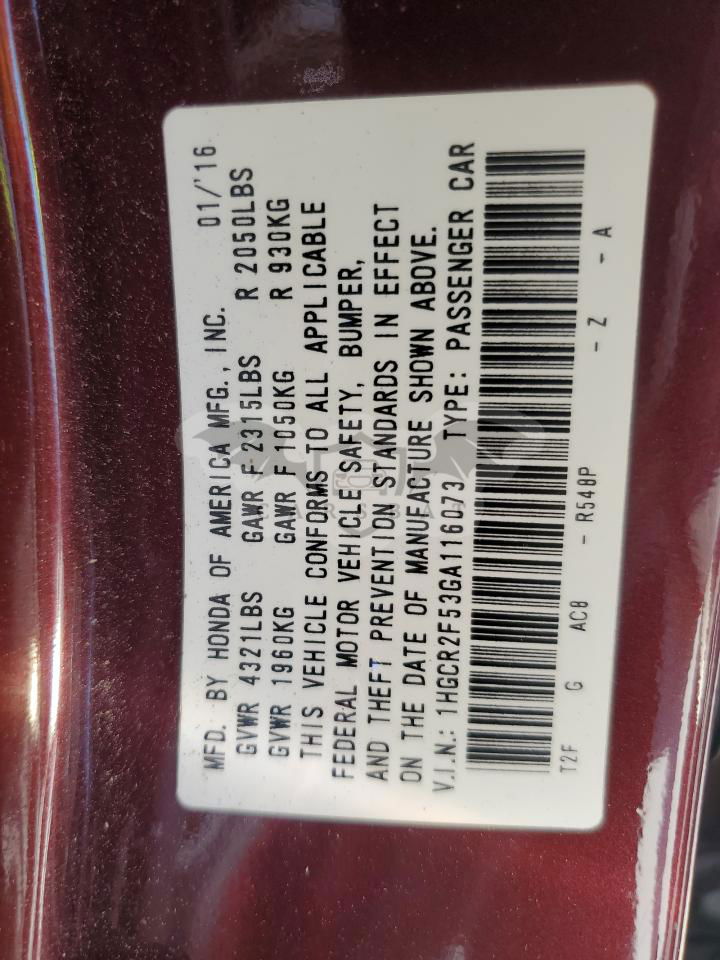 MFD. BY HONDA OF AMERICA MFG., INC. 01/'16
GVWR 4321LBS GAWR F 2315LBS R 2050LBS
GVWR 1960KG GAWR F 1050KG R 930KG
THIS VEHICLE CONFORMS TO ALL APPLICABLE
FEDERAL MOTOR VEHICLE SAFETY, BUMPER,
AND THEFT PREVENTION STANDARDS IN EFFECT
ON THE DATE OF MANUFACTURE SHOWN ABOVE.
V.I.N.: 1HGCR2F53GA116073 TYPE: PASSENGER CAR
T2F G AC8 - R548P - Z - A